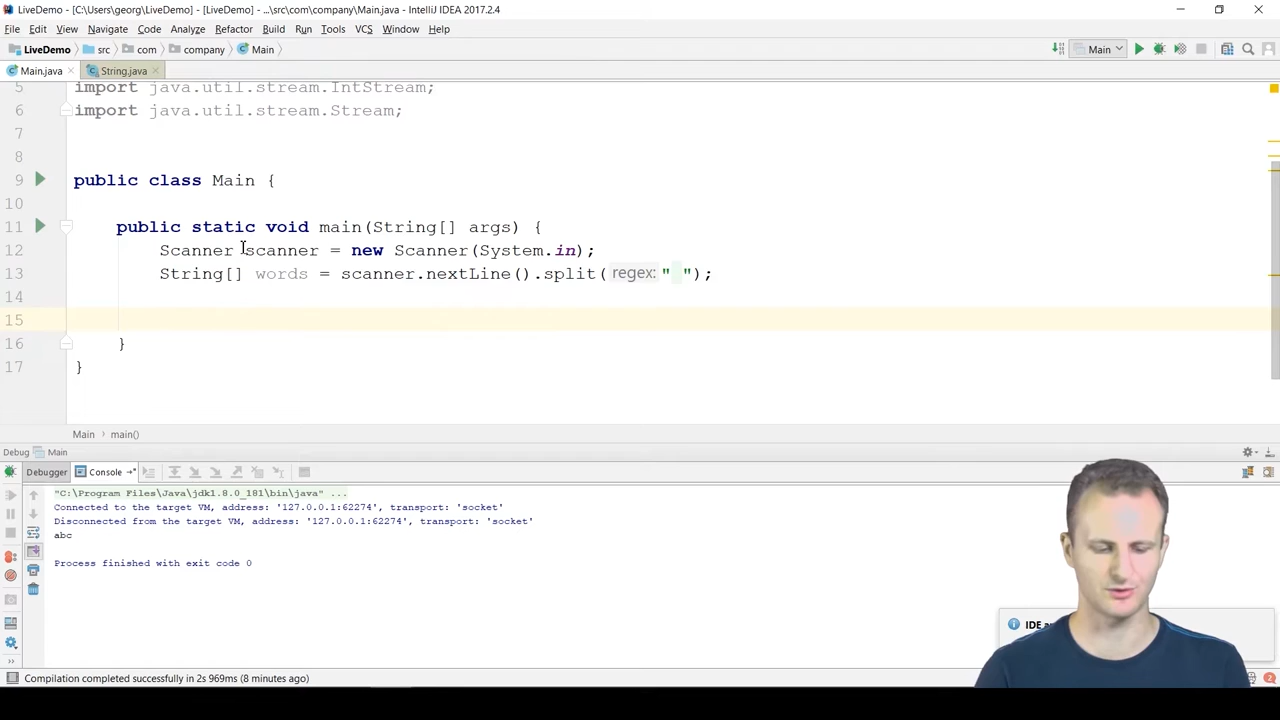 LiveDemo - [C:\Users\georg\LiveDemo] - [LiveDemo] - ...\src\com\company\Main.java - IntelliJ IDEA 2017.2.4
File Edit View Navigate Code Analyze Refactor Build Run Tools VCS Window Help
LiveDemo src com company Main Main
Main.java String.java
5 import java.util.stream.IntStream;
6 import java.util.stream.Stream;
7
8
9 public class Main {
10
11 public static void main(String[] args) {
12 Scanner scanner = new Scanner(System.in);
13 String[] words = scanner.nextLine().split( regex: " ");
14
15
16 }
17 }
Main main()
Debug Main
Debugger Console
"C:\Program Files\Java\jdk1.8.0_181\bin\java" ...
Connected to the target VM, address: '127.0.0.1:62274', transport: 'socket'
Disconnected from the target VM, address: '127.0.0.1:62274', transport: 'socket'
abc
Process finished with exit code 0
IDE
Compilation completed successfully in 2s 969ms (8 minutes ago)
2